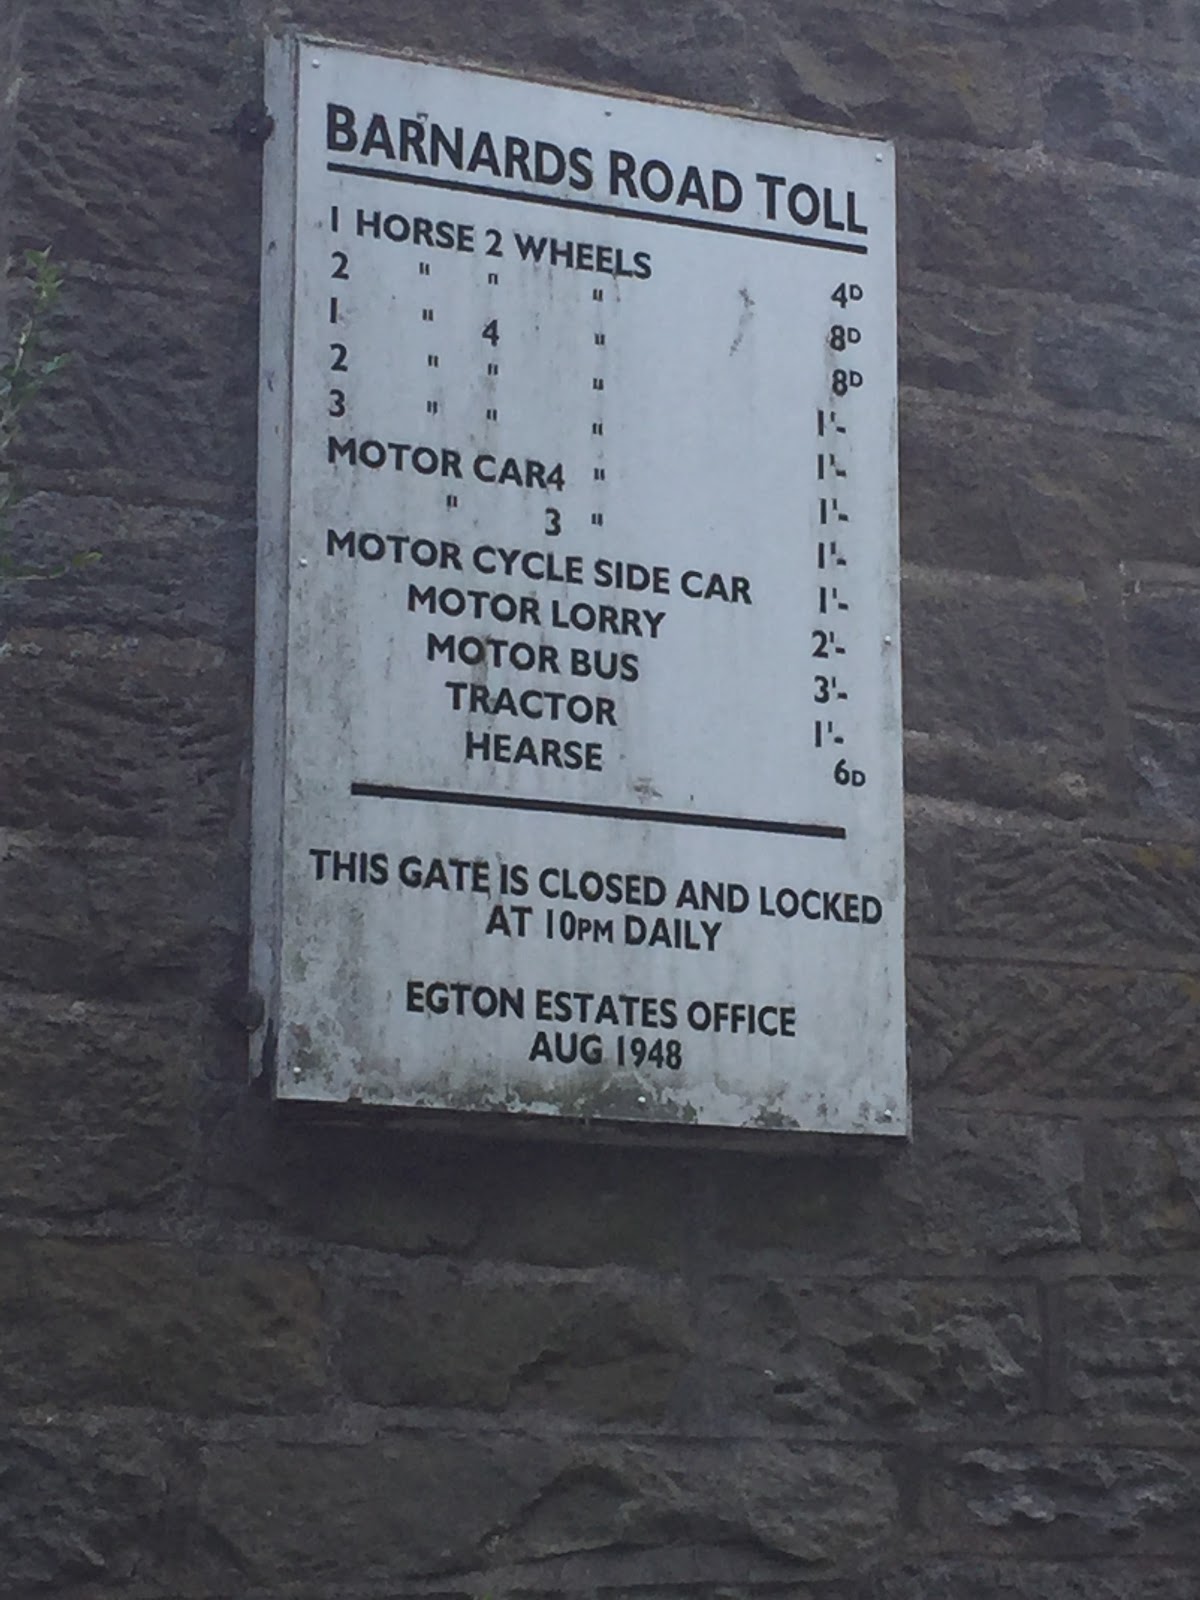 BARNARDS ROAD TOLL
1 HORSE 2 WHEELS 4D
2 " " " 8D
1 " 4 " 8D
2 " " " 1'-
3 " " " 1'-
MOTOR CAR4 " 1'-
" 3 " 1'-
MOTOR CYCLE SIDE CAR 1'-
MOTOR LORRY 2'-
MOTOR BUS 3'-
TRACTOR 1'-
HEARSE 6D
THIS GATE IS CLOSED AND LOCKED
AT 10PM DAILY
EGTON ESTATES OFFICE
AUG 1948